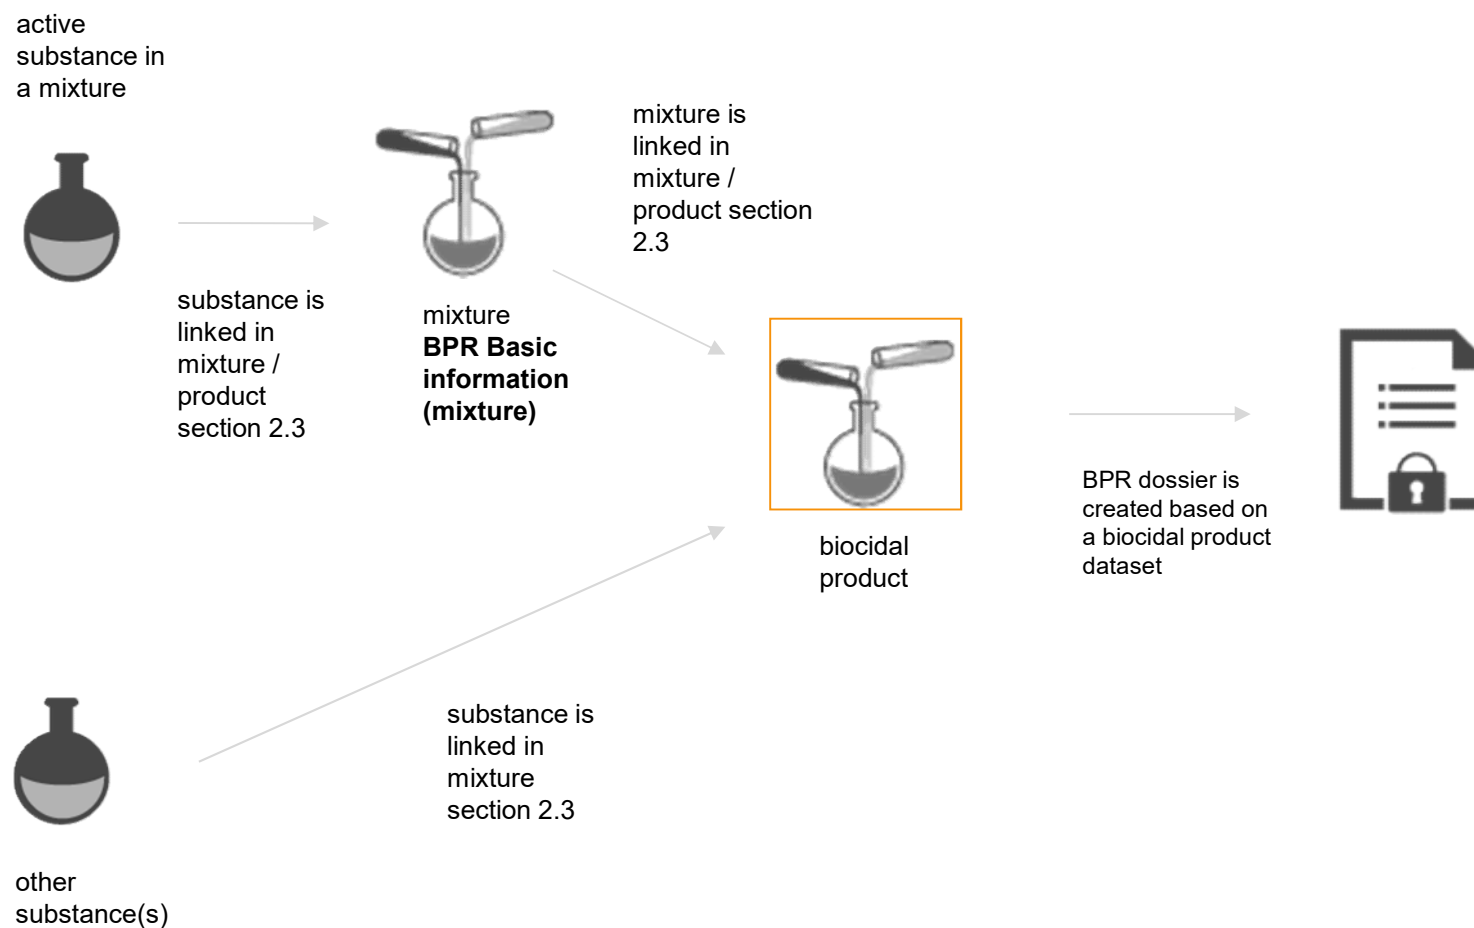 active
substance in
a mixture
substance is
linked in
mixture /
product
section 2.3
mixture
BPR Basic
information
(mixture)
mixture is
linked in
mixture /
product section
2.3
biocidal
product
BPR dossier is
created based on
a biocidal product
dataset
substance is
linked in
mixture
section 2.3
other
substance(s)